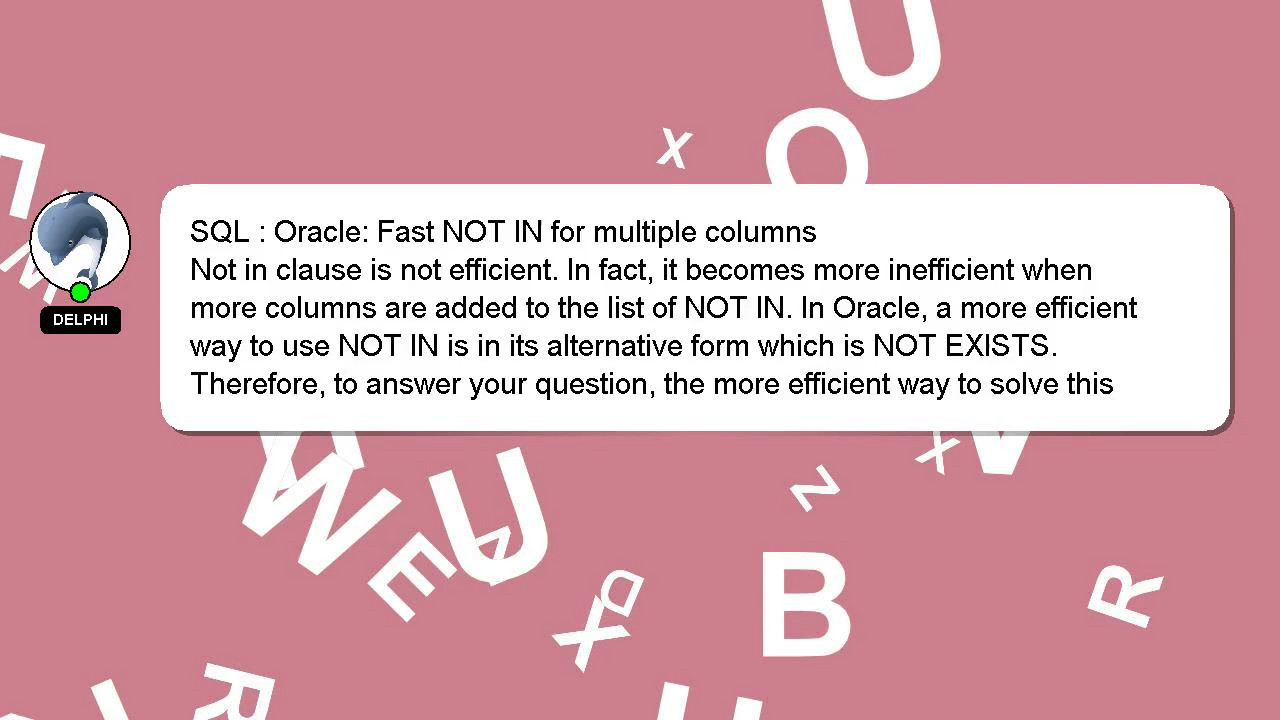 U
X
O
E
M
DELPHI
SQL : Oracle: Fast NOT IN for multiple columns
Not in clause is not efficient. In fact, it becomes more inefficient when
more columns are added to the list of NOT IN. In Oracle, a more efficient
way to use NOT IN is in its alternative form which is NOT EXISTS.
Therefore, to answer your question, the more efficient way to solve this
W
U
E
X
Z
D
X
B
R
R